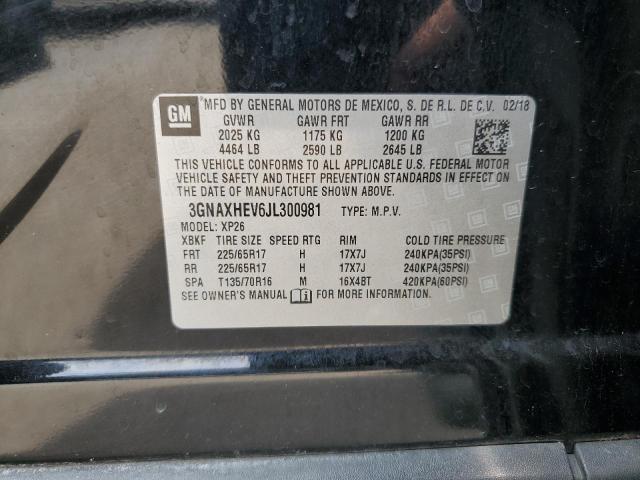 GM *MFD BY GENERAL MOTORS DE MEXICO, S. DE R.L. DE C.V. 02/18
GVWR GAWR FRT GAWR RR
2025 KG 1175 KG 1200 KG
4464 LB 2590 LB 2645 LB
THIS VEHICLE CONFORMS TO ALL APPLICABLE U.S. FEDERAL MOTOR
VEHICLE SAFETY AND THEFT PREVENTION STANDARDS IN EFFECT ON
THE DATE OF MANUFACTURE SHOWN ABOVE.
3GNAXHEV6JL300981 TYPE: M.P.V.
MODEL: XP26
XBKF TIRE SIZE SPEED RTG RIM COLD TIRE PRESSURE
FRT 225/65R17 H 17X7J 240KPA(35PSI)
RR 225/65R17 H 17X7J 240KPA(35PSI)
SPA T135/70R16 M 16X4BT 420KPA(60PSI)
SEE OWNER'S MANUAL FOR MORE INFORMATION.